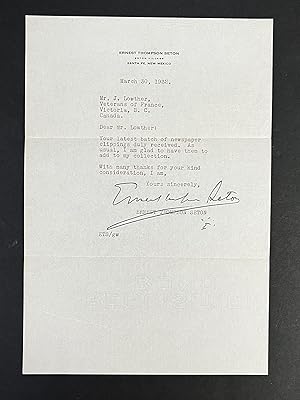 ERNEST THOMPSON SETON
SETON VILLAGE
SANTA FE, NEW MEXICO
March 30, 1938.
Mr. J. Lowther,
Veterans of France,
Victoria, B. C.
Canada.
Dear Mr. Lowther:
Your latest batch of newspaper
clippings duly received. As
usual, I am glad to have them to
add to my collection.
With many thanks for your kind
consideration, I am,
Yours sincerely,
Ernest Thompson Seton
ERNEST THOMPSON SETON
ETS/gw